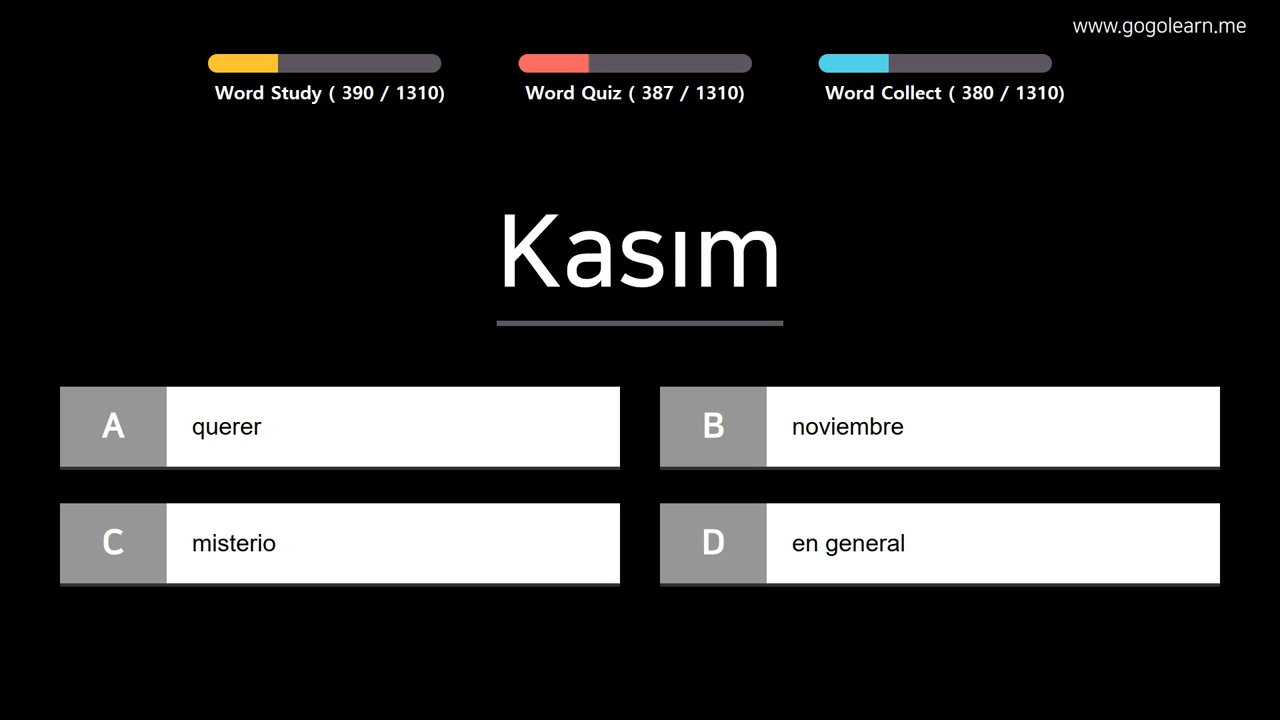 www.gogolearn.me
Word Study ( 390 / 1310)
Word Quiz ( 387 / 1310)
Word Collect ( 380 / 1310)
Kasım
A querer
B noviembre
C misterio
D en general